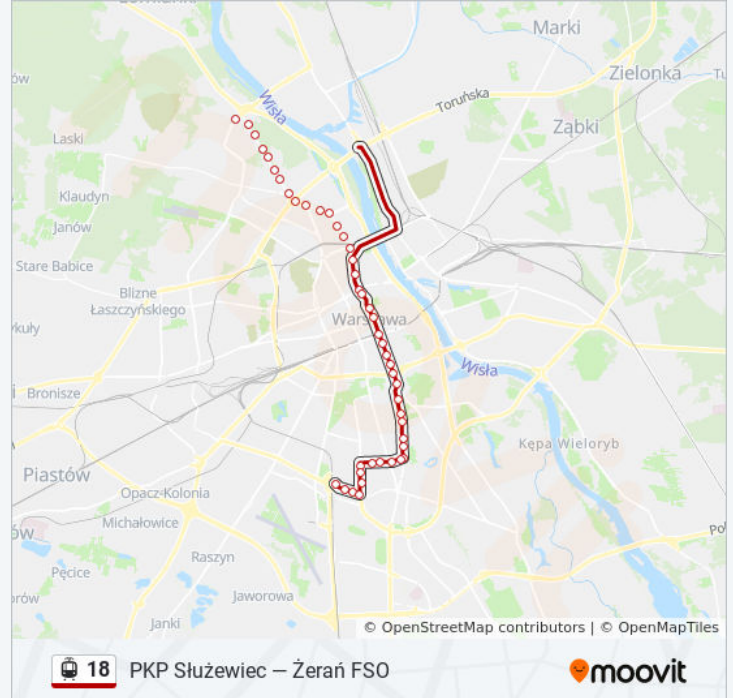 Marki
Zielonka
Wisła
Toruńska
Ząbki
Laski
Klaudyn
Janów
Stare Babice
Blizne
Łaszczyńskiego
Warszawa
Wisła
Bronisze
Kępa Wieloryb
Piastów
Opacz-Kolonia
Michałowice
Raszyn
Pęcice
Jaworowa
Janki
© OpenStreetMap contributors | © OpenMapTiles
18 PKP Służewiec — Żerań FSO
moovit